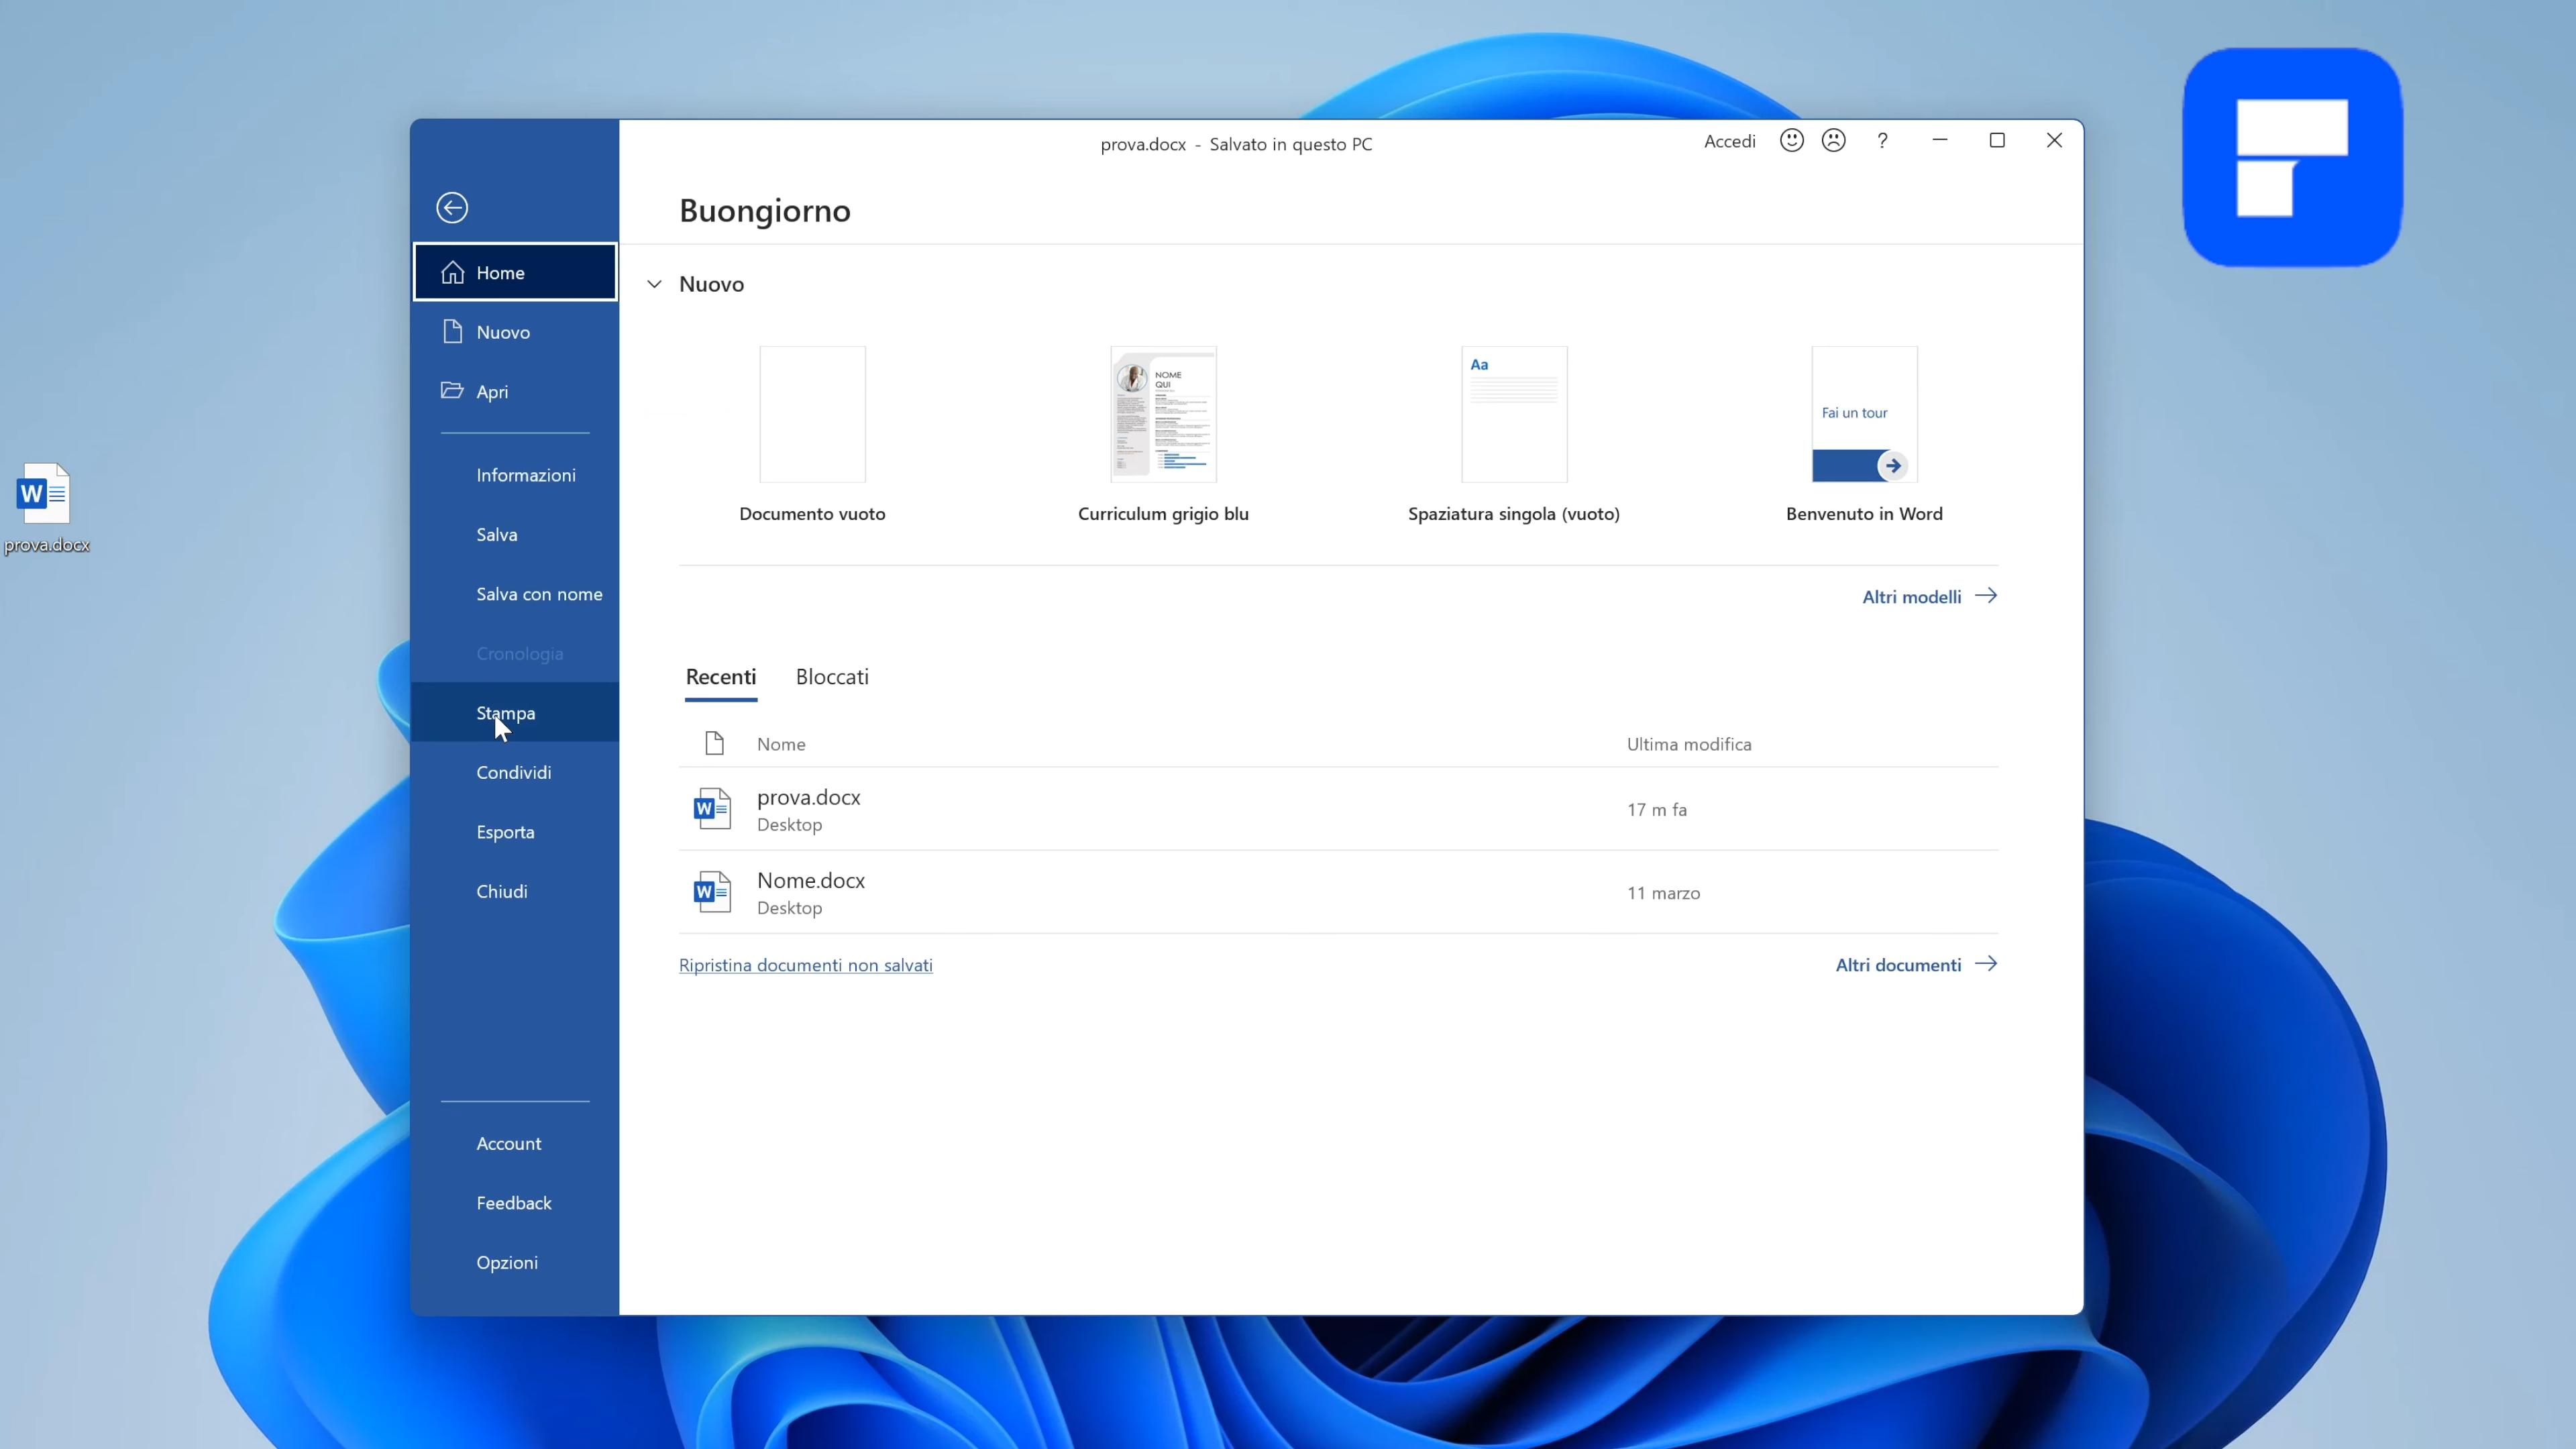 prova.docx - Salvato in questo PC
Accedi
?
Buongiorno
Home
Nuovo
Apri
Informazioni
Salva
Salva con nome
Cronologia
Stampa
Condividi
Esporta
Chiudi
Account
Feedback
Opzioni
Nuovo
NOME
QUI
Aa
Fai un tour
Documento vuoto
Curriculum grigio blu
Spaziatura singola (vuoto)
Benvenuto in Word
Altri modelli
Recenti
Bloccati
Nome
Ultima modifica
W
prova.docx
Desktop
17 m fa
W
Nome.docx
Desktop
11 marzo
Ripristina documenti non salvati
Altri documenti
W
prova.docx